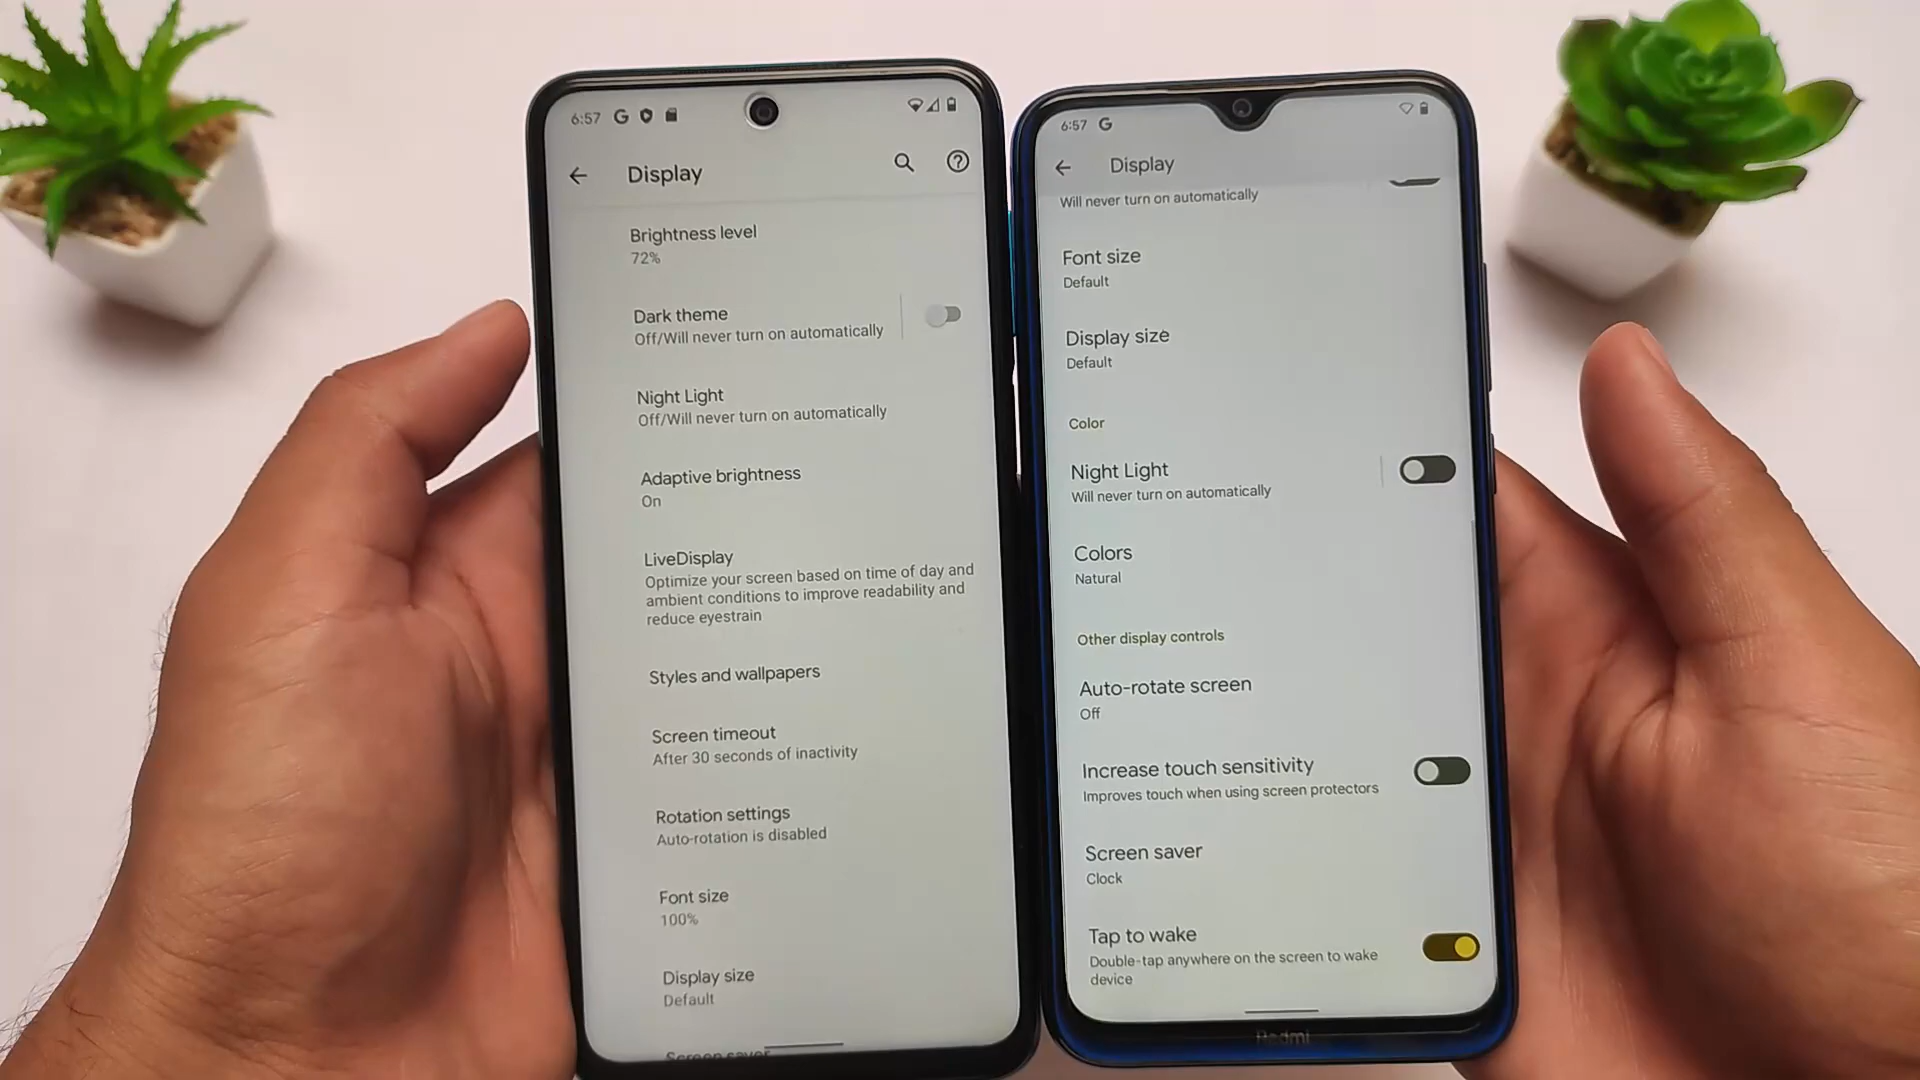 6:57
Display
Brightness level
72%
Dark theme
Off/Will never turn on automatically
Night Light
Off/Will never turn on automatically
Adaptive brightness
On
LiveDisplay
Optimize your screen based on time of day and
ambient conditions to improve readability and
reduce eyestrain
Styles and wallpapers
Screen timeout
After 30 seconds of inactivity
Rotation settings
Auto-rotation is disabled
Font size
100%
Display size
Default
Screen saver
6:57
Display
Will never turn on automatically
Font size
Default
Display size
Default
Color
Night Light
Will never turn on automatically
Colors
Natural
Other display controls
Auto-rotate screen
Off
Increase touch sensitivity
Improves touch when using screen protectors
Screen saver
Clock
Tap to wake
Double-tap anywhere on the screen to wake
device
Redmi